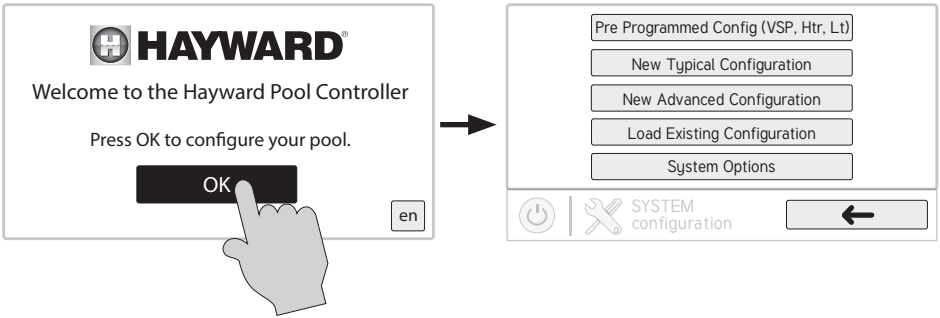 HAYWARD®
Welcome to the Hayward Pool Controller
Press OK to configure your pool.
OK
en
Pre Programmed Config (VSP, Htr, Lt)
New Typical Configuration
New Advanced Configuration
Load Existing Configuration
System Options
SYSTEM
configuration